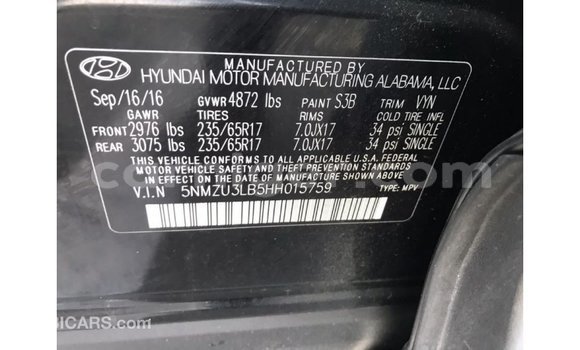 MANUFACTURED BY
HYUNDAI MOTOR MANUFACTURING ALABAMA, LLC
Sep/16/16 GVWR 4872 lbs PAINT S3B TRIM VYN
GAWR TIRES RIMS COLD TIRE INFL
FRONT 2976 lbs 235/65R17 7.0JX17 34 psi SINGLE
REAR 3075 lbs 235/65R17 7.0JX17 34 psi SINGLE
THIS VEHICLE CONFORMS TO ALL APPLICABLE U.S.A. FEDERAL
MOTOR VEHICLE SAFETY AND THEFT PREVENTION
STANDARDS IN EFFECT ON THE DATE OF MANUFACTURE SHOWN ABOVE
V.I.N 5NMZU3LB5HH015759 TYPE: MPV
BICARS.com